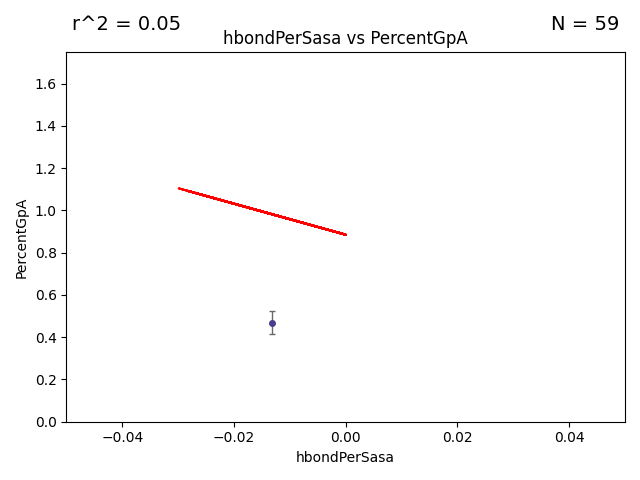 r^2 = 0.05
N = 59
hbondPerSasa vs PercentGpA
1.6
1.4
1.2
1.0
0.8
0.6
0.4
0.2
0.0
PercentGpA
−0.04
−0.02
0.00
0.02
0.04
hbondPerSasa